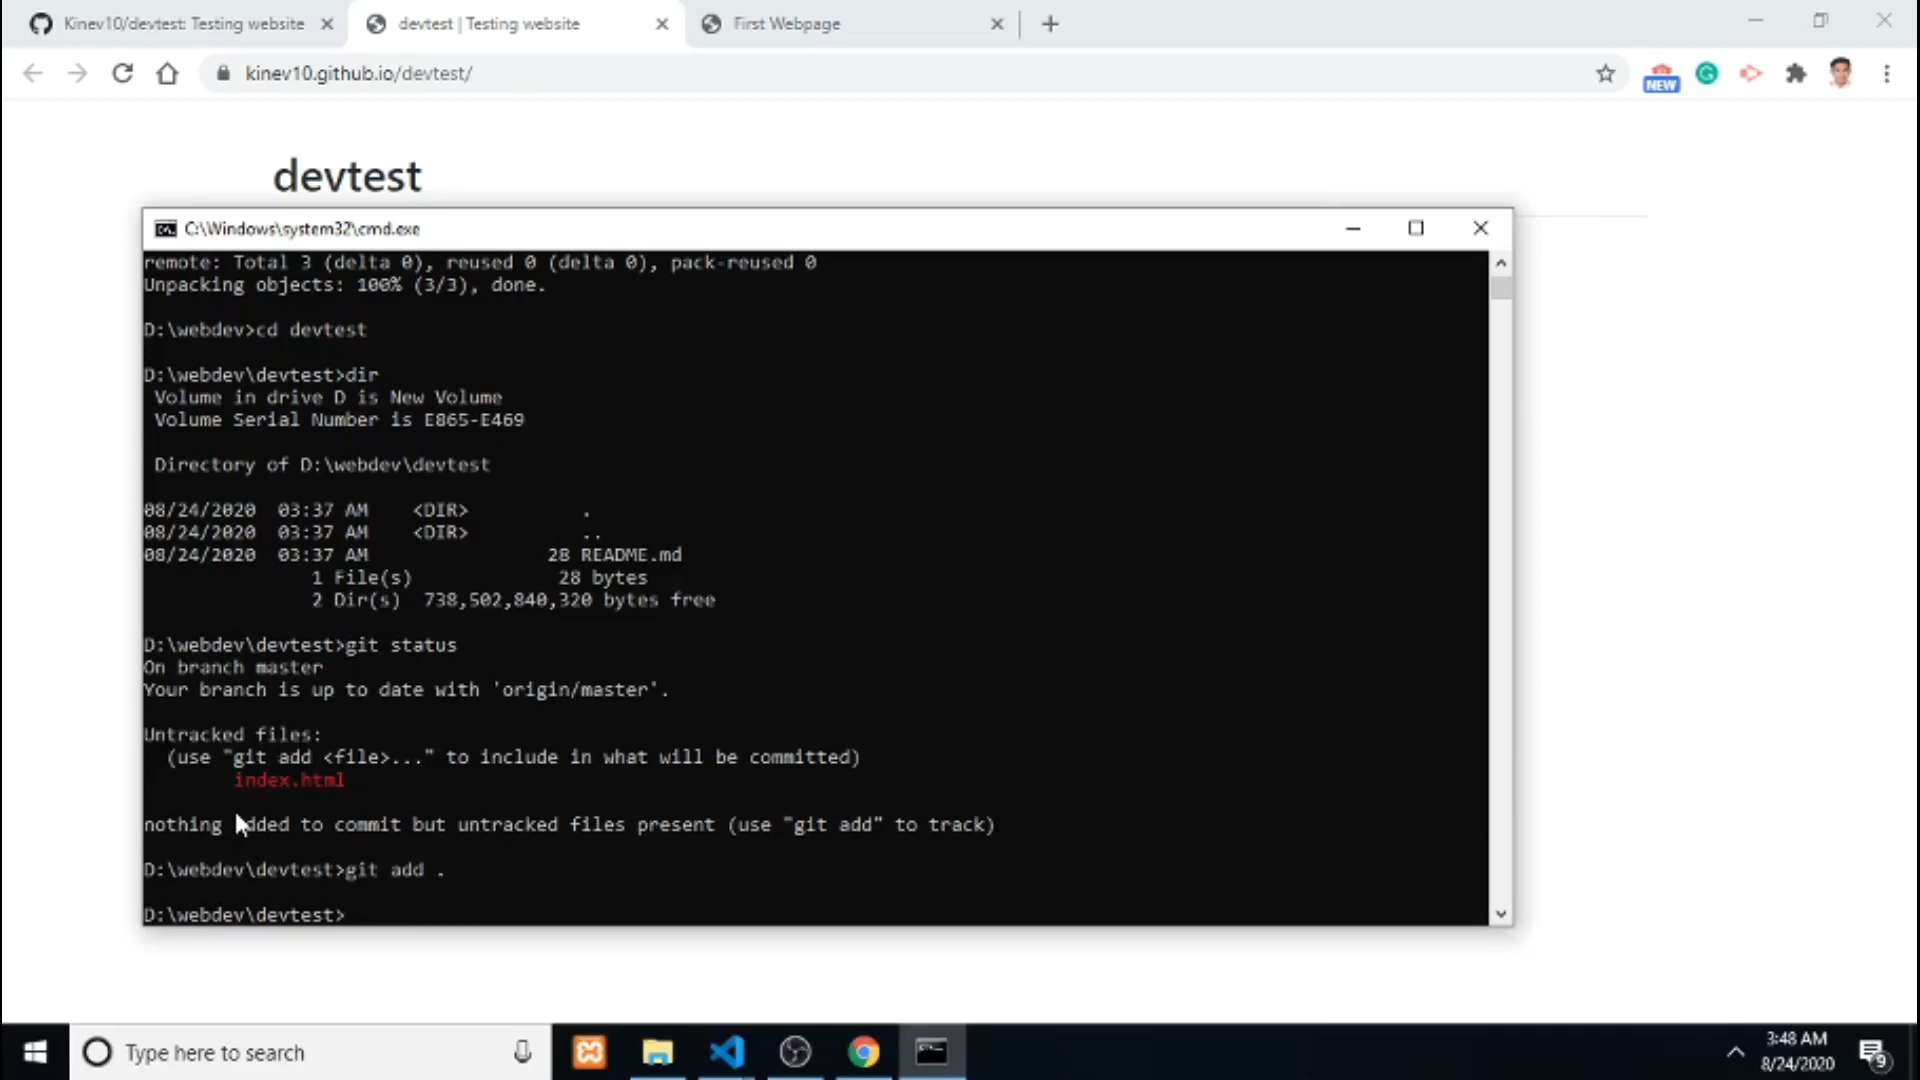 Kinev10/devtest: Testing website
devtest | Testing website
First Webpage
kinev10.github.io/devtest/
NEW
devtest
C:\Windows\system32\cmd.exe
remote: Total 3 (delta 0), reused 0 (delta 0), pack-reused 0
Unpacking objects: 100% (3/3), done.
D:\webdev>cd devtest
D:\webdev\devtest>dir
Volume in drive D is New Volume
Volume Serial Number is E865-E469
Directory of D:\webdev\devtest
08/24/2020  03:37 AM    <DIR>          .
08/24/2020  03:37 AM    <DIR>          ..
08/24/2020  03:37 AM                28 README.md
1 File(s)             28 bytes
2 Dir(s)  738,502,840,320 bytes free
D:\webdev\devtest>git status
On branch master
Your branch is up to date with 'origin/master'.
Untracked files:
(use "git add <file>..." to include in what will be committed)
index.html
nothing added to commit but untracked files present (use "git add" to track)
D:\webdev\devtest>git add .
D:\webdev\devtest>
Type here to search
3:48 AM
8/24/2020
9